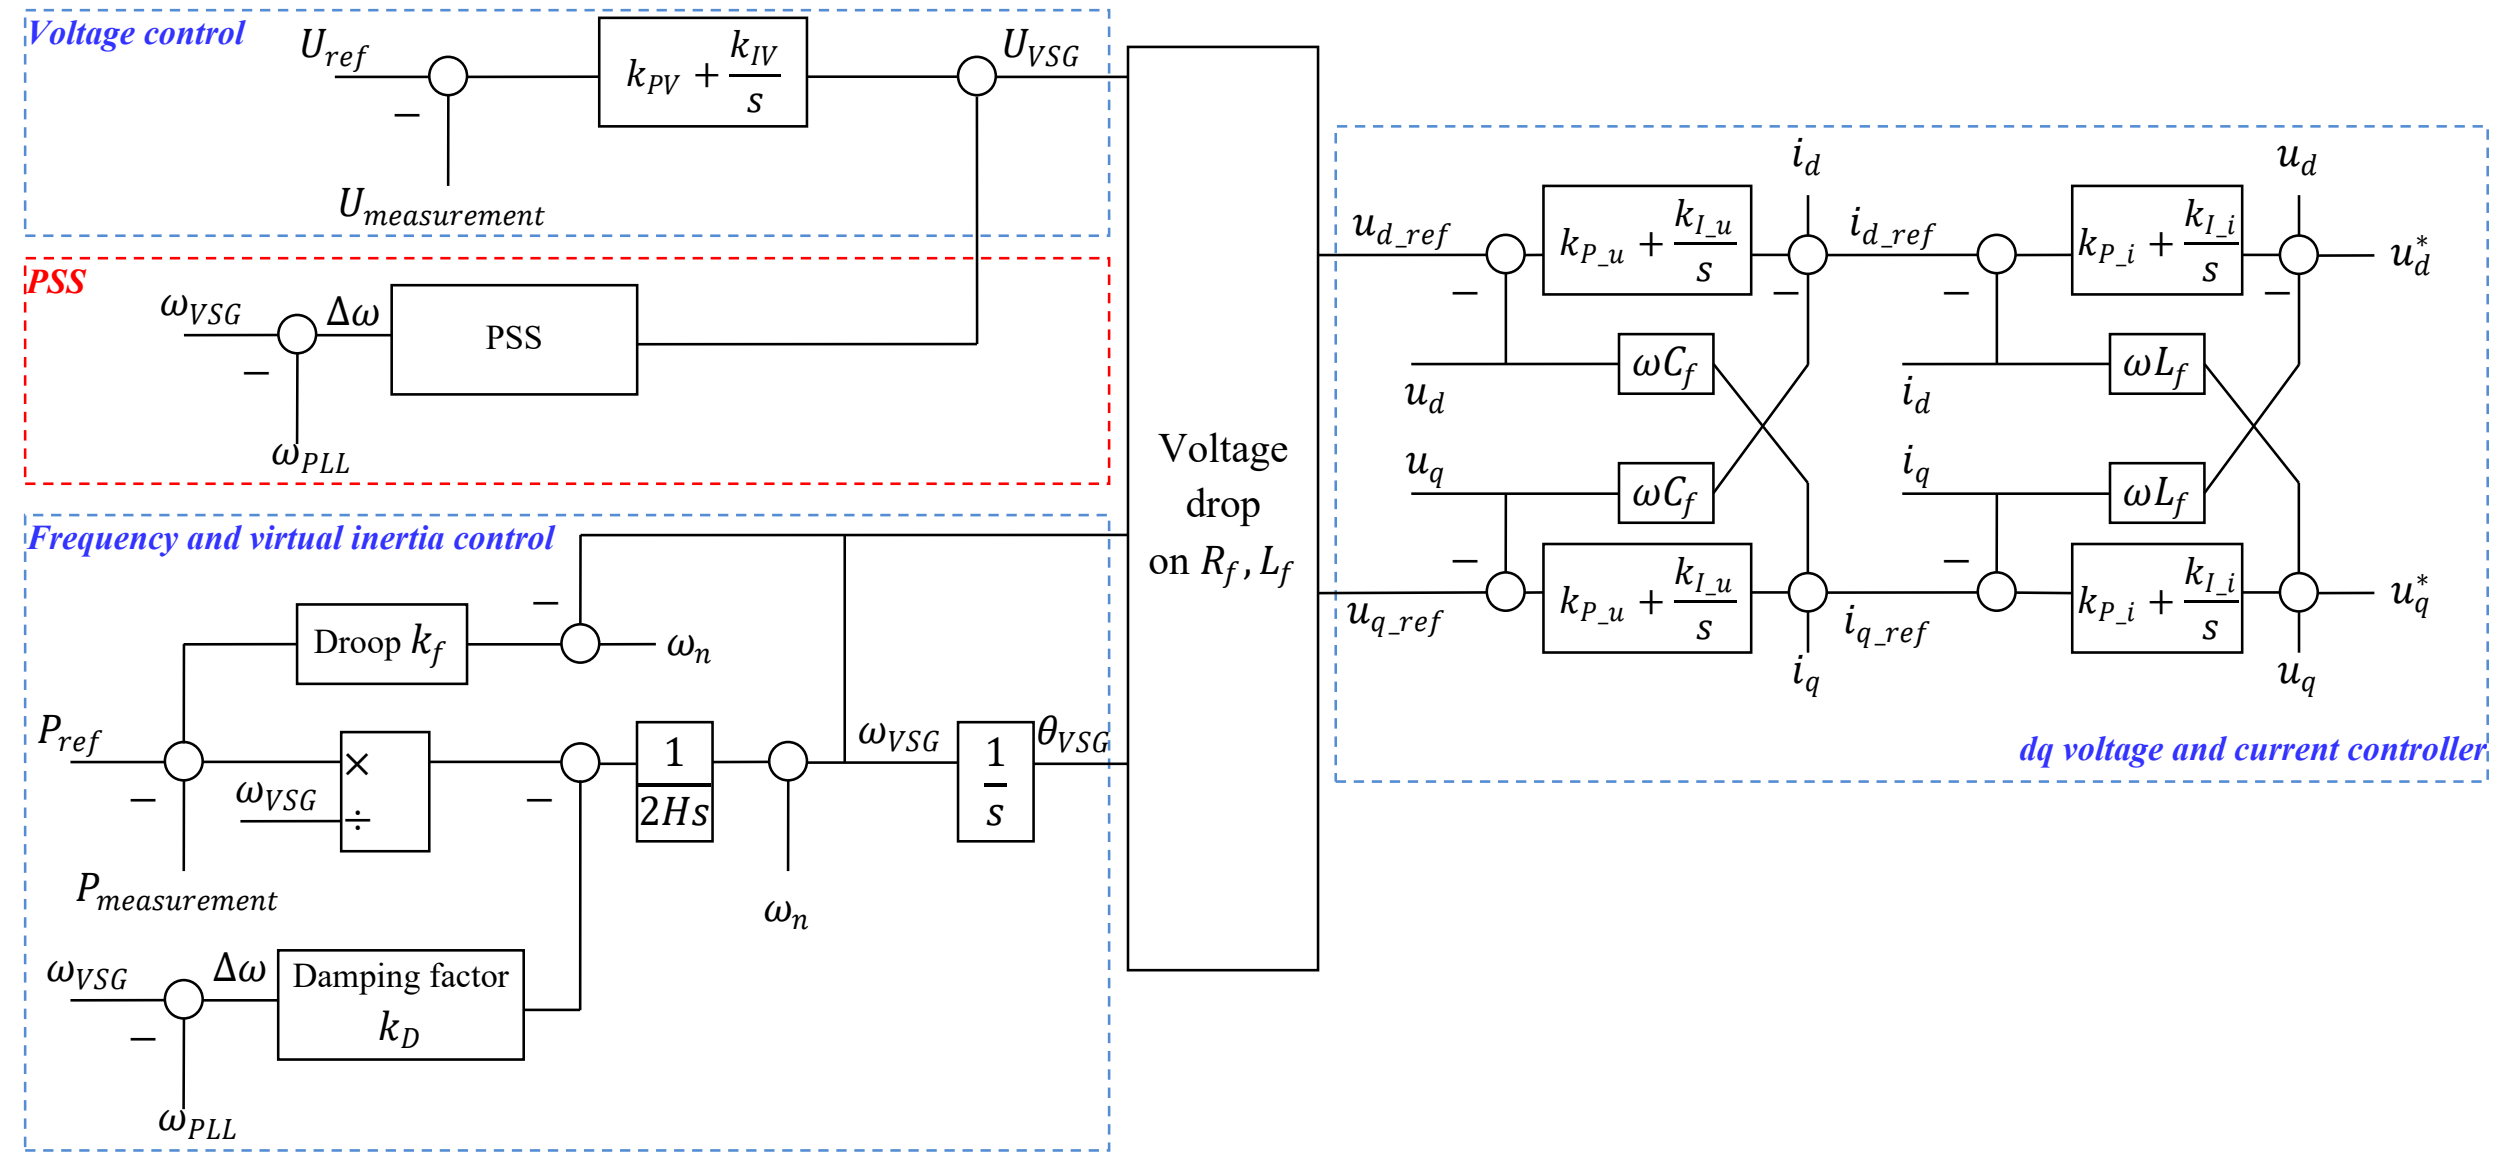 Voltage control
U_ref
−
U_measurement
k_PV + k_IV/s
U_VSG
PSS
ω_VSG
−
Δω
ω_PLL
PSS
Frequency and virtual inertia control
Droop k_f
−
ω_n
P_ref
−
P_measurement
ω_VSG
×
÷
−
1/2Hs
ω_n
ω_VSG
1/s
θ_VSG
ω_VSG
−
Δω
ω_PLL
Damping factor
k_D
Voltage
drop
on R_f, L_f
u_d_ref
−
k_P_u + k_I_u/s
i_d
−
i_d_ref
−
k_P_i + k_I_i/s
u_d
−
u_d^*
u_d
ωC_f
i_d
ωL_f
u_q
ωC_f
i_q
ωL_f
u_q_ref
−
k_P_u + k_I_u/s
i_q
i_q_ref
−
k_P_i + k_I_i/s
u_q
u_q^*
dq voltage and current controller